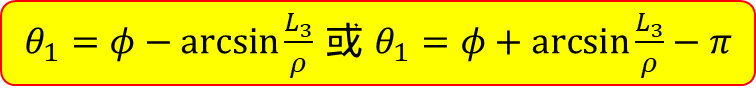 θ₁ = ϕ − arcsin L₃/ρ 或 θ₁ = ϕ + arcsin L₃/ρ − π